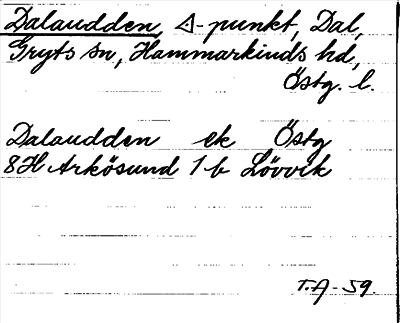 Dalaudden, △-punkt, Dal,
Gryts sn, Hammarkinds hd,
Östg. l.
Dalaudden ek Östg
8H Arkösund 1 b Lövvik
T.A-59.